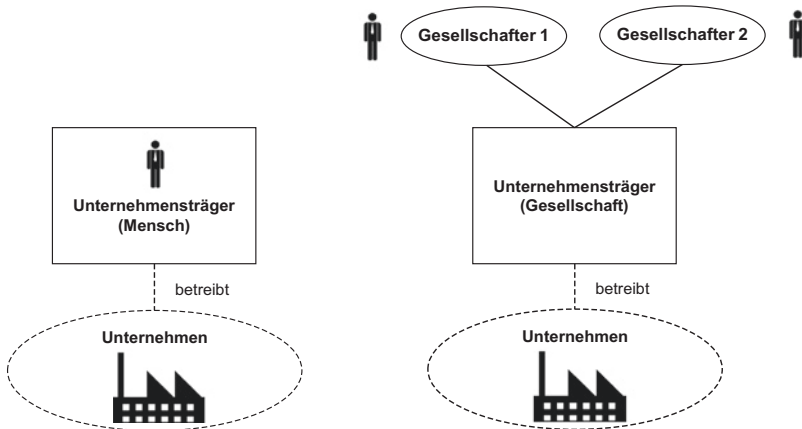 Gesellschafter 1
Gesellschafter 2
Unternehmensträger
(Mensch)
Unternehmensträger
(Gesellschaft)
betreibt
betreibt
Unternehmen
Unternehmen